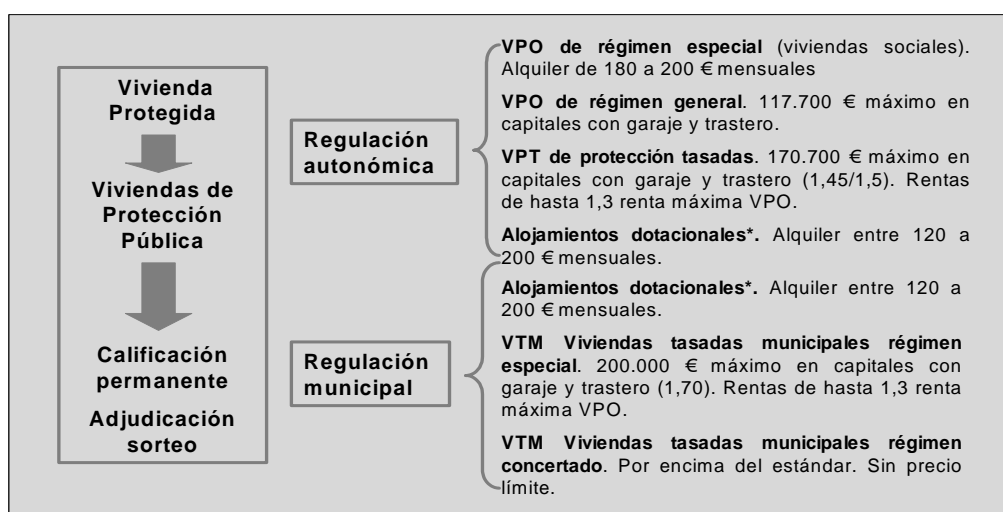 Vivienda
Protegida
Viviendas de
Protección
Pública
Calificación
permanente
Adjudicación
sorteo
Regulación
autonómica
VPO de régimen especial (viviendas sociales).
Alquiler de 180 a 200 € mensuales
VPO de régimen general. 117.700 € máximo en
capitales con garaje y trastero.
VPT de protección tasadas. 170.700 € máximo en
capitales con garaje y trastero (1,45/1,5). Rentas
de hasta 1,3 renta máxima VPO.
Alojamientos dotacionales*. Alquiler entre 120 a
200 € mensuales.
Regulación
municipal
Alojamientos dotacionales*. Alquiler entre 120 a
200 € mensuales.
VTM Viviendas tasadas municipales régimen
especial. 200.000 € máximo en capitales con
garaje y trastero (1,70). Rentas de hasta 1,3 renta
máxima VPO.
VTM Viviendas tasadas municipales régimen
concertado. Por encima del estándar. Sin precio
límite.